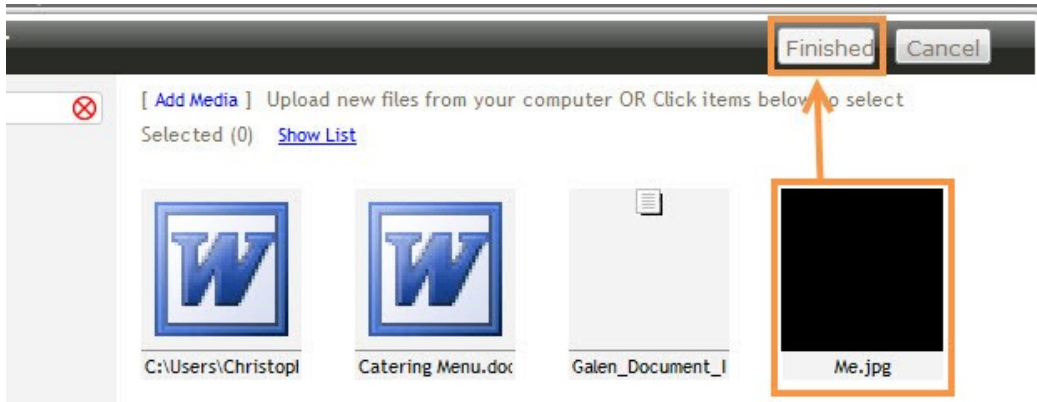 Finished Cancel
[ Add Media ] Upload new files from your computer OR Click items below to select
Selected (0) Show List
W W
C:\Users\Christopl Catering Menu.doc Galen_Document_I Me.jpg